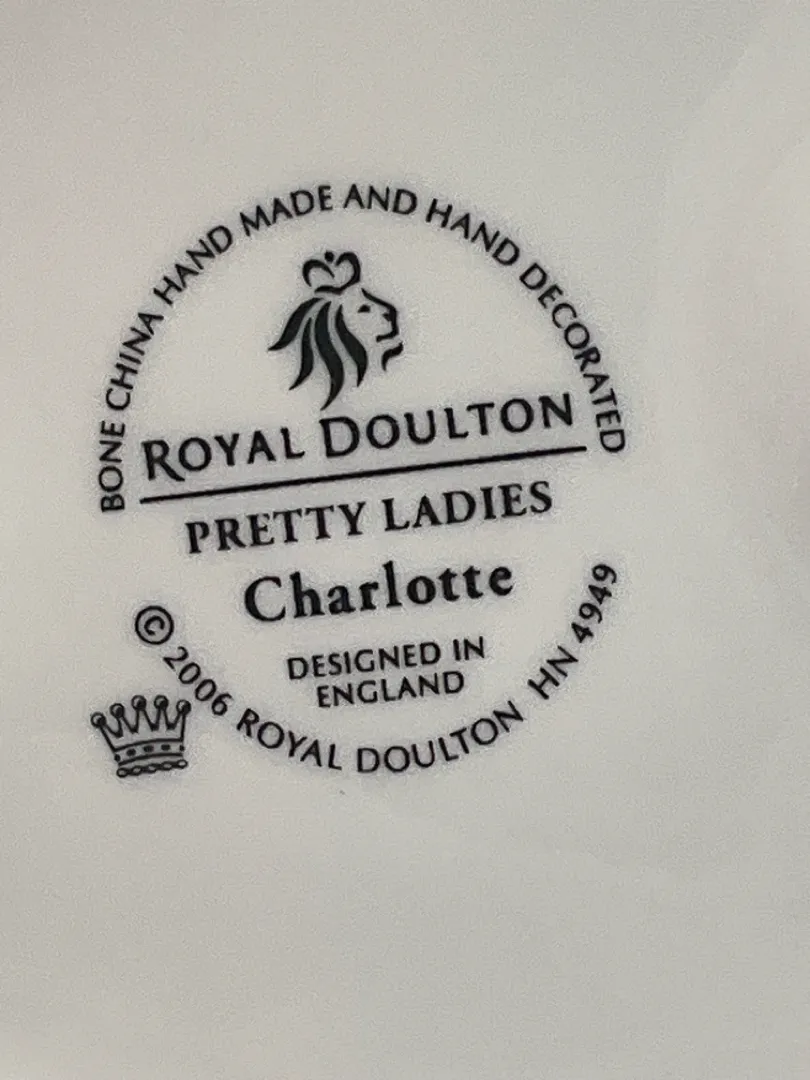 BONE CHINA HAND MADE AND HAND DECORATED
ROYAL DOULTON
PRETTY LADIES
Charlotte
DESIGNED IN
ENGLAND
© 2006 ROYAL DOULTON HN 4949